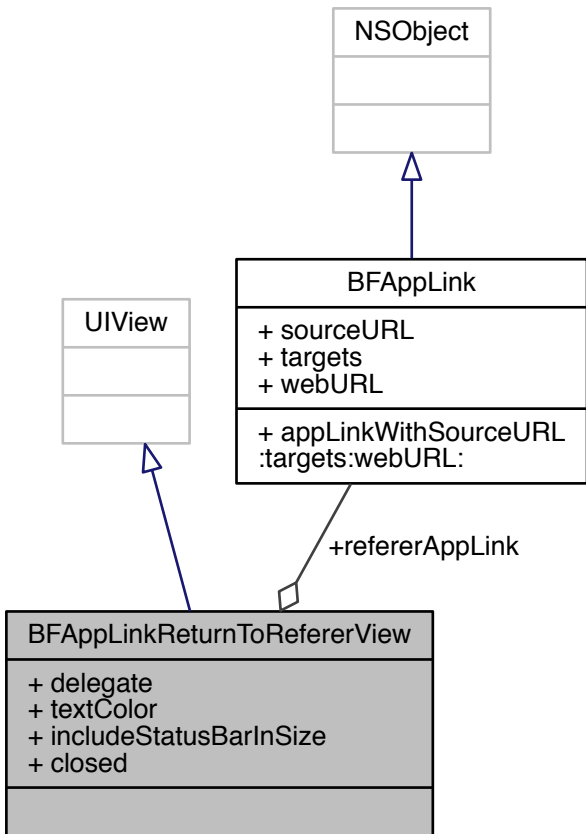 NSObject
BFAppLink
+ sourceURL
+ targets
+ webURL
+ appLinkWithSourceURL
:targets:webURL:
UIView
+refererAppLink
BFAppLinkReturnToRefererView
+ delegate
+ textColor
+ includeStatusBarInSize
+ closed